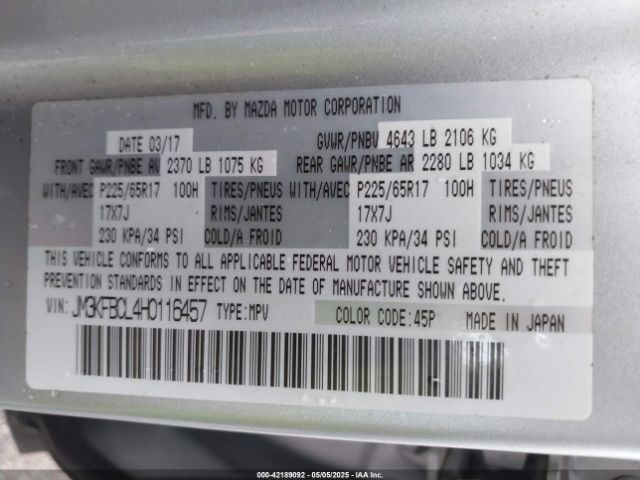 MFD. BY MAZDA MOTOR CORPORATION
DATE 03/17 GVWR/PNBV 4643 LB 2106 KG
FRONT GAWR/PNBE AV 2370 LB 1075 KG REAR GAWR/PNBE AR 2280 LB 1034 KG
WITH/AVEC P225/65R17 100H TIRES/PNEUS WITH/AVEC P225/65R17 100H TIRES/PNEUS
17X7J RIMS/JANTES 17X7J RIMS/JANTES
230 KPA/34 PSI COLD/A FROID 230 KPA/34 PSI COLD/A FROID
THIS VEHICLE CONFORMS TO ALL APPLICABLE FEDERAL MOTOR VEHICLE SAFETY AND THEFT
PREVENTION STANDARDS IN EFFECT ON THE DATE OF MANUFACTURE SHOWN ABOVE.
VIN: JM3KFBCL4H0116457 TYPE:MPV COLOR CODE:45P MADE IN JAPAN
000-42189092 - 05/05/2025 - IAA Inc.